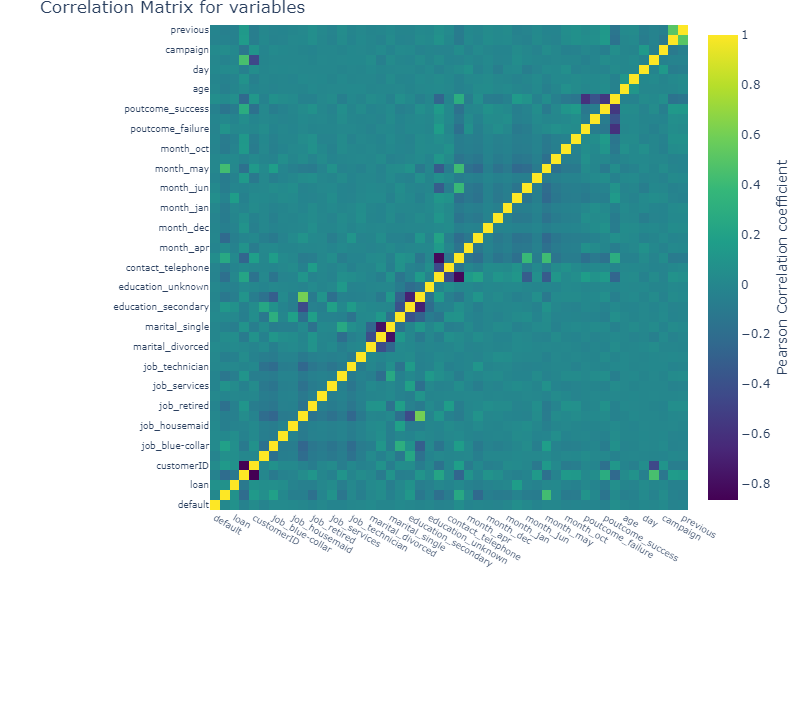 Correlation Matrix for variables
previous
campaign
day
age
poutcome_success
poutcome_failure
month_oct
month_may
month_jun
month_jan
month_dec
month_apr
contact_telephone
education_unknown
education_secondary
marital_single
marital_divorced
job_technician
job_services
job_retired
job_housemaid
job_blue-collar
customerID
loan
default
default
loan
customerID
job_blue-collar
job_housemaid
job_retired
job_services
job_technician
marital_divorced
marital_single
education_secondary
education_unknown
contact_telephone
month_apr
month_dec
month_jan
month_jun
month_may
month_oct
poutcome_failure
poutcome_success
age
day
campaign
previous
1
0.8
0.6
0.4
0.2
0
−0.2
−0.4
−0.6
−0.8
Pearson Correlation coefficient